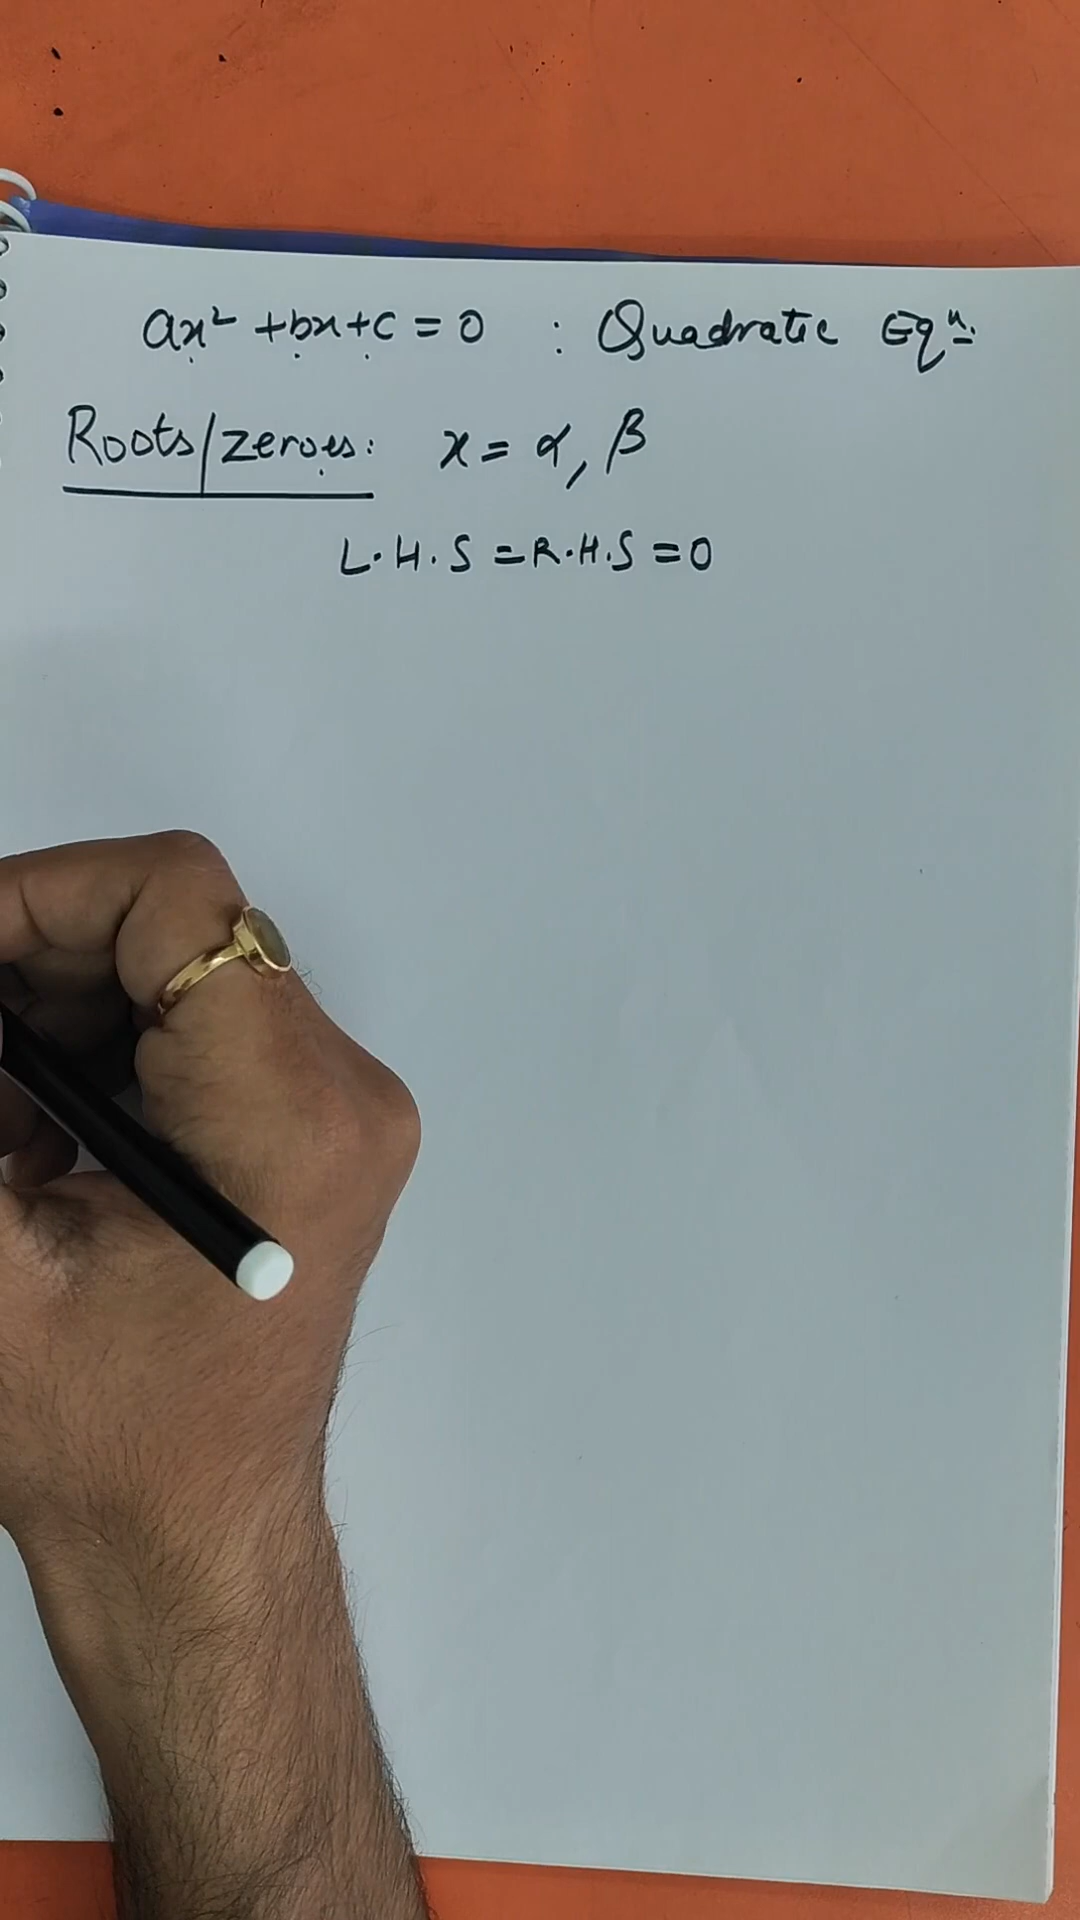 ax² + bx + c = 0 : Quadratic Eqⁿ.
Roots/zeroes: x = α, β
L.H.S = R.H.S = 0